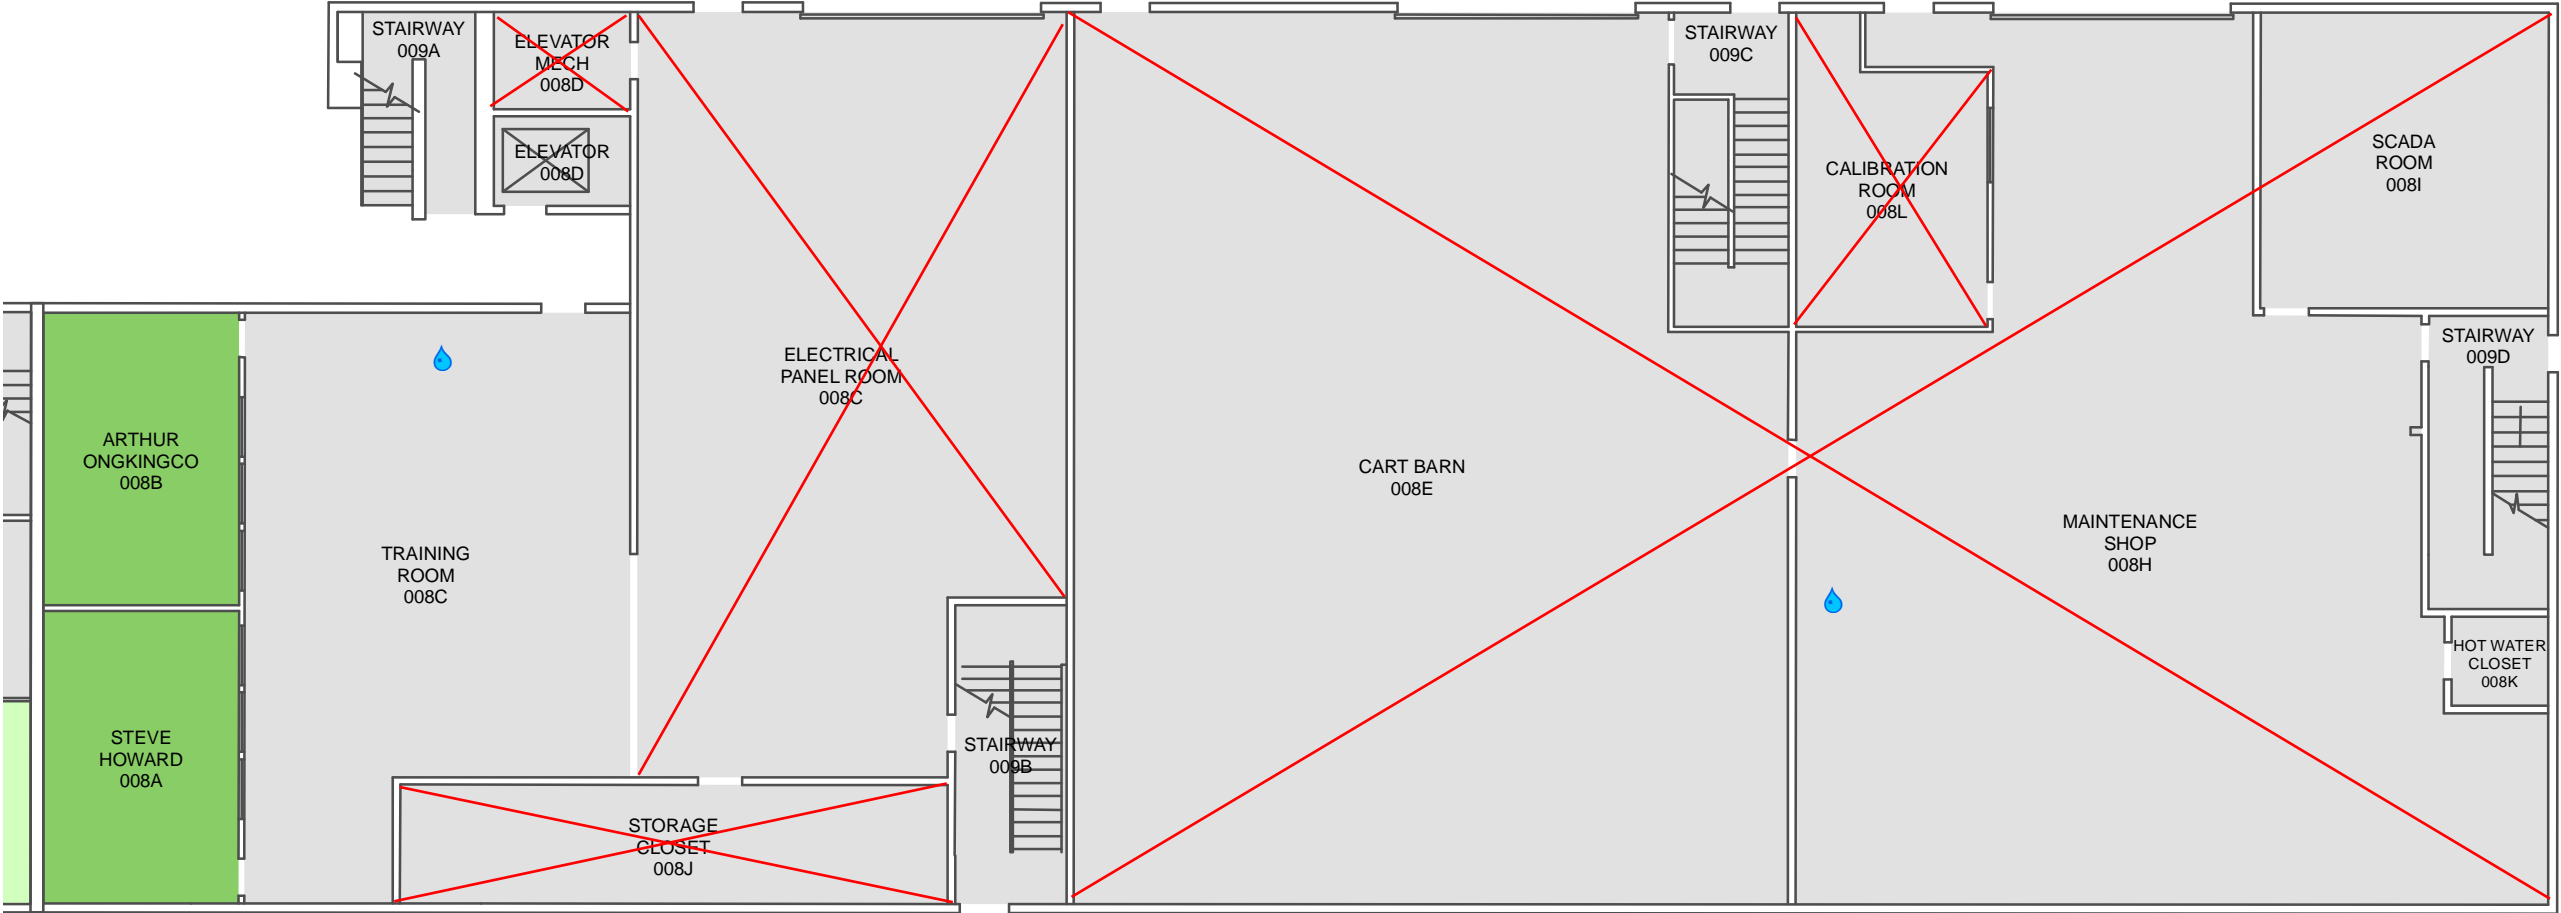 STAIRWAY
009A
ELEVATOR
MECH
008D
ELEVATOR
008D
STAIRWAY
009C
CALIBRATION
ROOM
008L
SCADA
ROOM
008I
STAIRWAY
009D
ELECTRICAL
PANEL ROOM
008C
ARTHUR
ONGKINGCO
008B
TRAINING
ROOM
008C
CART BARN
008E
MAINTENANCE
SHOP
008H
HOT WATER
CLOSET
008K
STEVE
HOWARD
008A
STAIRWAY
009B
STORAGE
CLOSET
008J